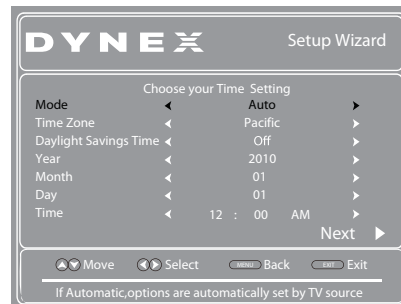 DYNEX Setup Wizard
Choose your Time Setting
Mode Auto
Time Zone Pacific
Daylight Savings Time Off
Year 2010
Month 01
Day 01
Time 12 : 00 AM
Next
Move Select MENU Back EXIT Exit
If Automatic,options are automatically set by TV source